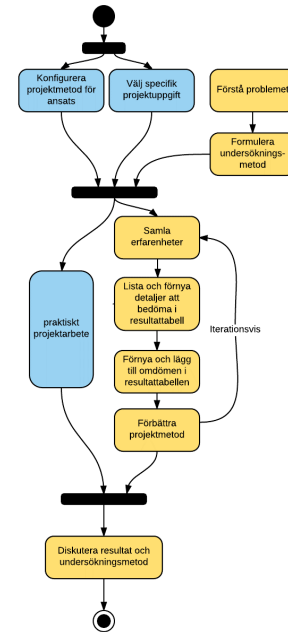 Konfigurera
projektmetod för
ansats
Välj specifik
projektuppgift
Förstå problemet
Formulera
undersöknings-
metod
Samla
erfarenheter
Lista och förnya
detaljer att
bedöma i
resultattabell
praktiskt
projektarbete
Iterationsvis
Förnya och lägg
till omdömen i
resultattabellen
Förbättra
projektmetod
Diskutera resultat och
undersökningsmetod